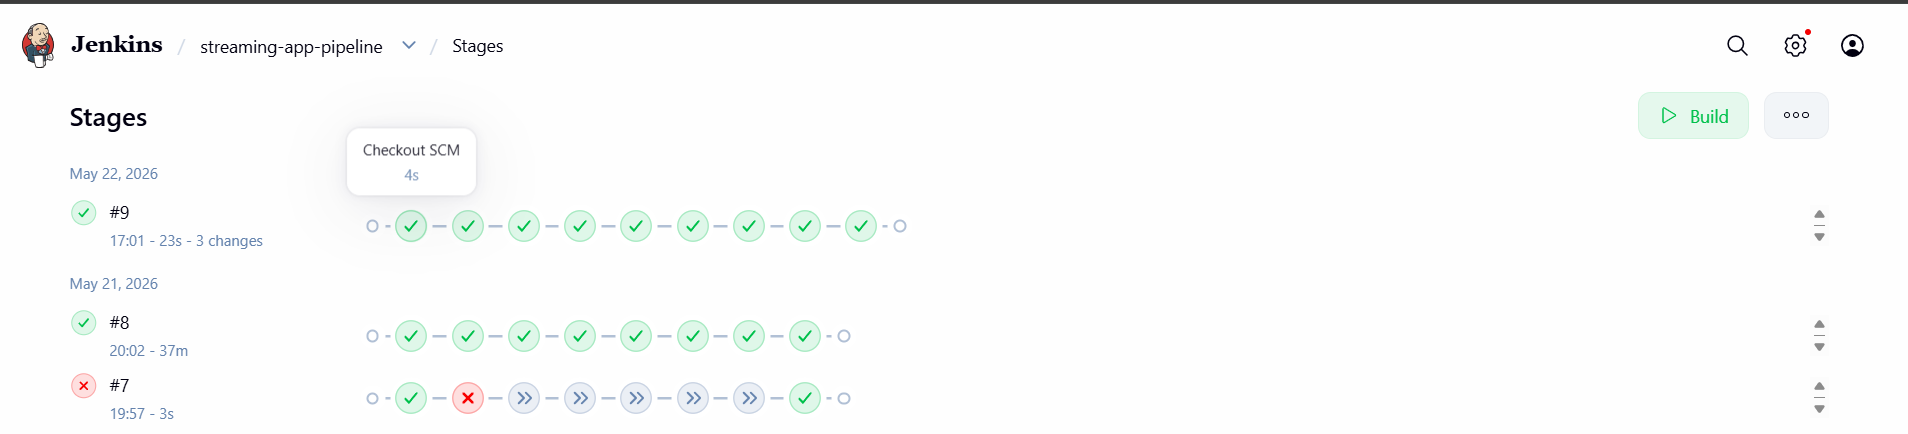 Jenkins / streaming-app-pipeline / Stages
Stages
Build
Checkout SCM
4s
May 22, 2026
#9
17:01 - 23s - 3 changes
May 21, 2026
#8
20:02 - 37m
#7
19:57 - 3s